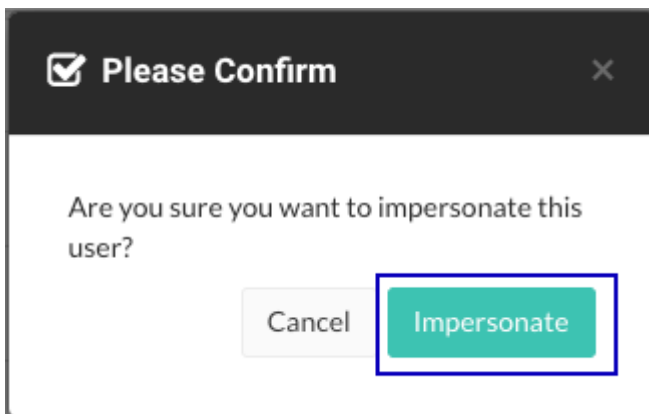 Please Confirm
Are you sure you want to impersonate this
user?
Cancel
Impersonate